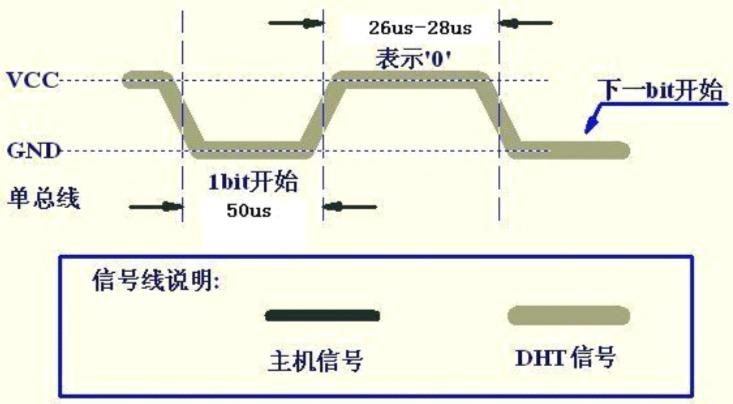 26us-28us
表示'0'
VCC
下一bit开始
GND
1bit开始
单总线
50us
信号线说明:
主机信号
DHT信号